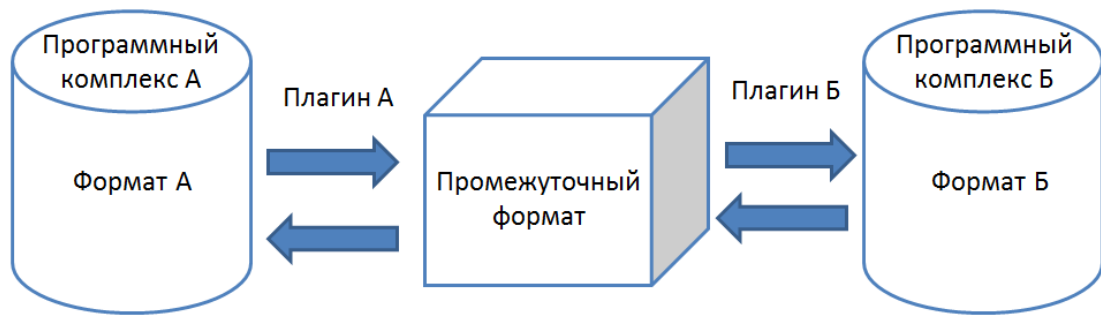 Программный
комплекс А
Формат А
Плагин А
Промежуточный
формат
Плагин Б
Программный
комплекс Б
Формат Б